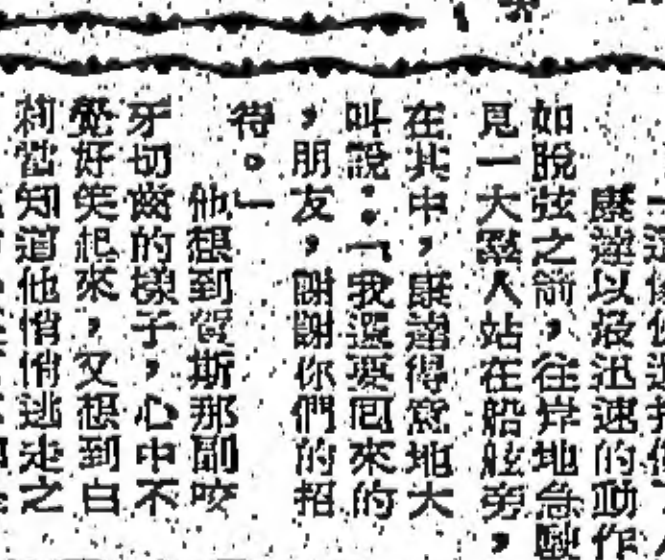 康達以最迅速的動作
如脫弦之箭，往岸地急駛
見一大夥人站在船舷旁，
在其中，康達得意地大
叫說：「我還要回來的
，朋友，謝謝你們的招
得。」
他想到賀斯那副咬
牙切齒的樣子，心中不
覺好笑起來，又想到白
莉當知道他悄悄逃走之